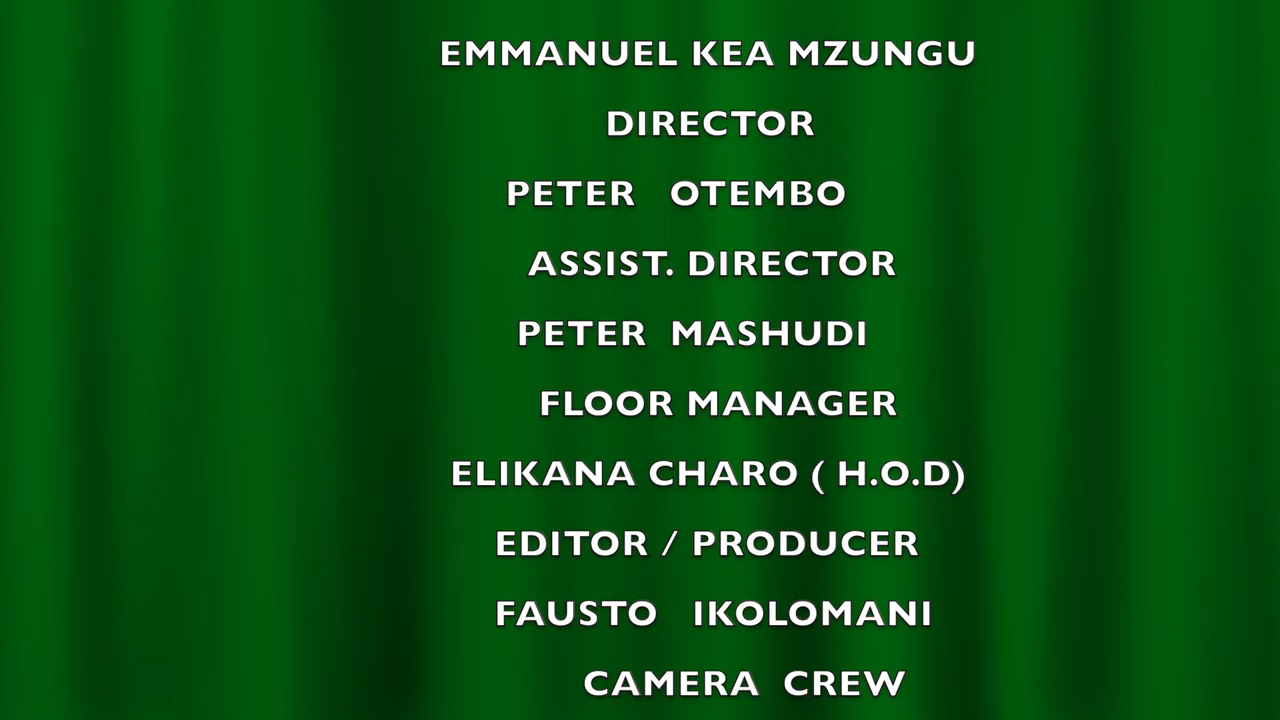 EMMANUEL KEA MZUNGU
DIRECTOR
PETER OTEMBO
ASSIST. DIRECTOR
PETER MASHUDI
FLOOR MANAGER
ELIKANA CHARO ( H.O.D)
EDITOR / PRODUCER
FAUSTO IKOLOMANI
CAMERA CREW